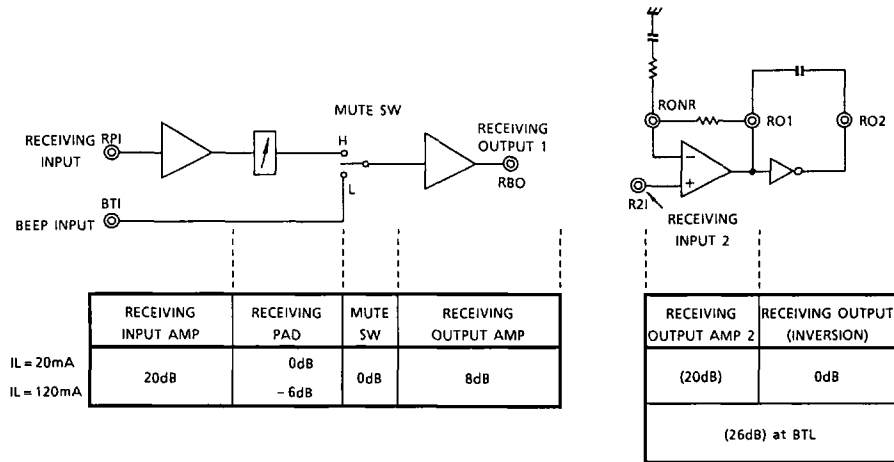 MUTE SW
RECEIVING INPUT
RPI
H
L
RECEIVING OUTPUT 1
RBO
BTI
BEEP INPUT
RONR
RO1
RO2
−
+
R2I
RECEIVING INPUT 2
RECEIVING INPUT AMP
RECEIVING PAD
MUTE SW
RECEIVING OUTPUT AMP
IL = 20mA
IL = 120mA
20dB
0dB
−6dB
0dB
8dB
RECEIVING OUTPUT AMP 2
RECEIVING OUTPUT (INVERSION)
(20dB)
0dB
(26dB) at BTL